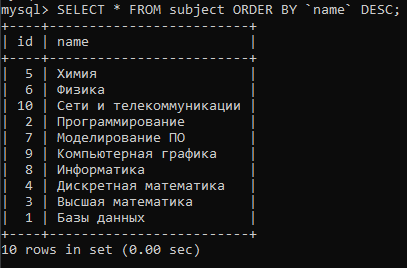 mysql> SELECT * FROM subject ORDER BY `name` DESC;
+----+------------------------+
| id | name                   |
+----+------------------------+
|  5 | Химия                  |
|  6 | Физика                 |
| 10 | Сети и телекоммуникации |
|  2 | Программирование       |
|  7 | Моделирование ПО       |
|  9 | Компьютерная графика   |
|  8 | Информатика            |
|  4 | Дискретная математика  |
|  3 | Высшая математика      |
|  1 | Базы данных            |
+----+------------------------+
10 rows in set (0.00 sec)